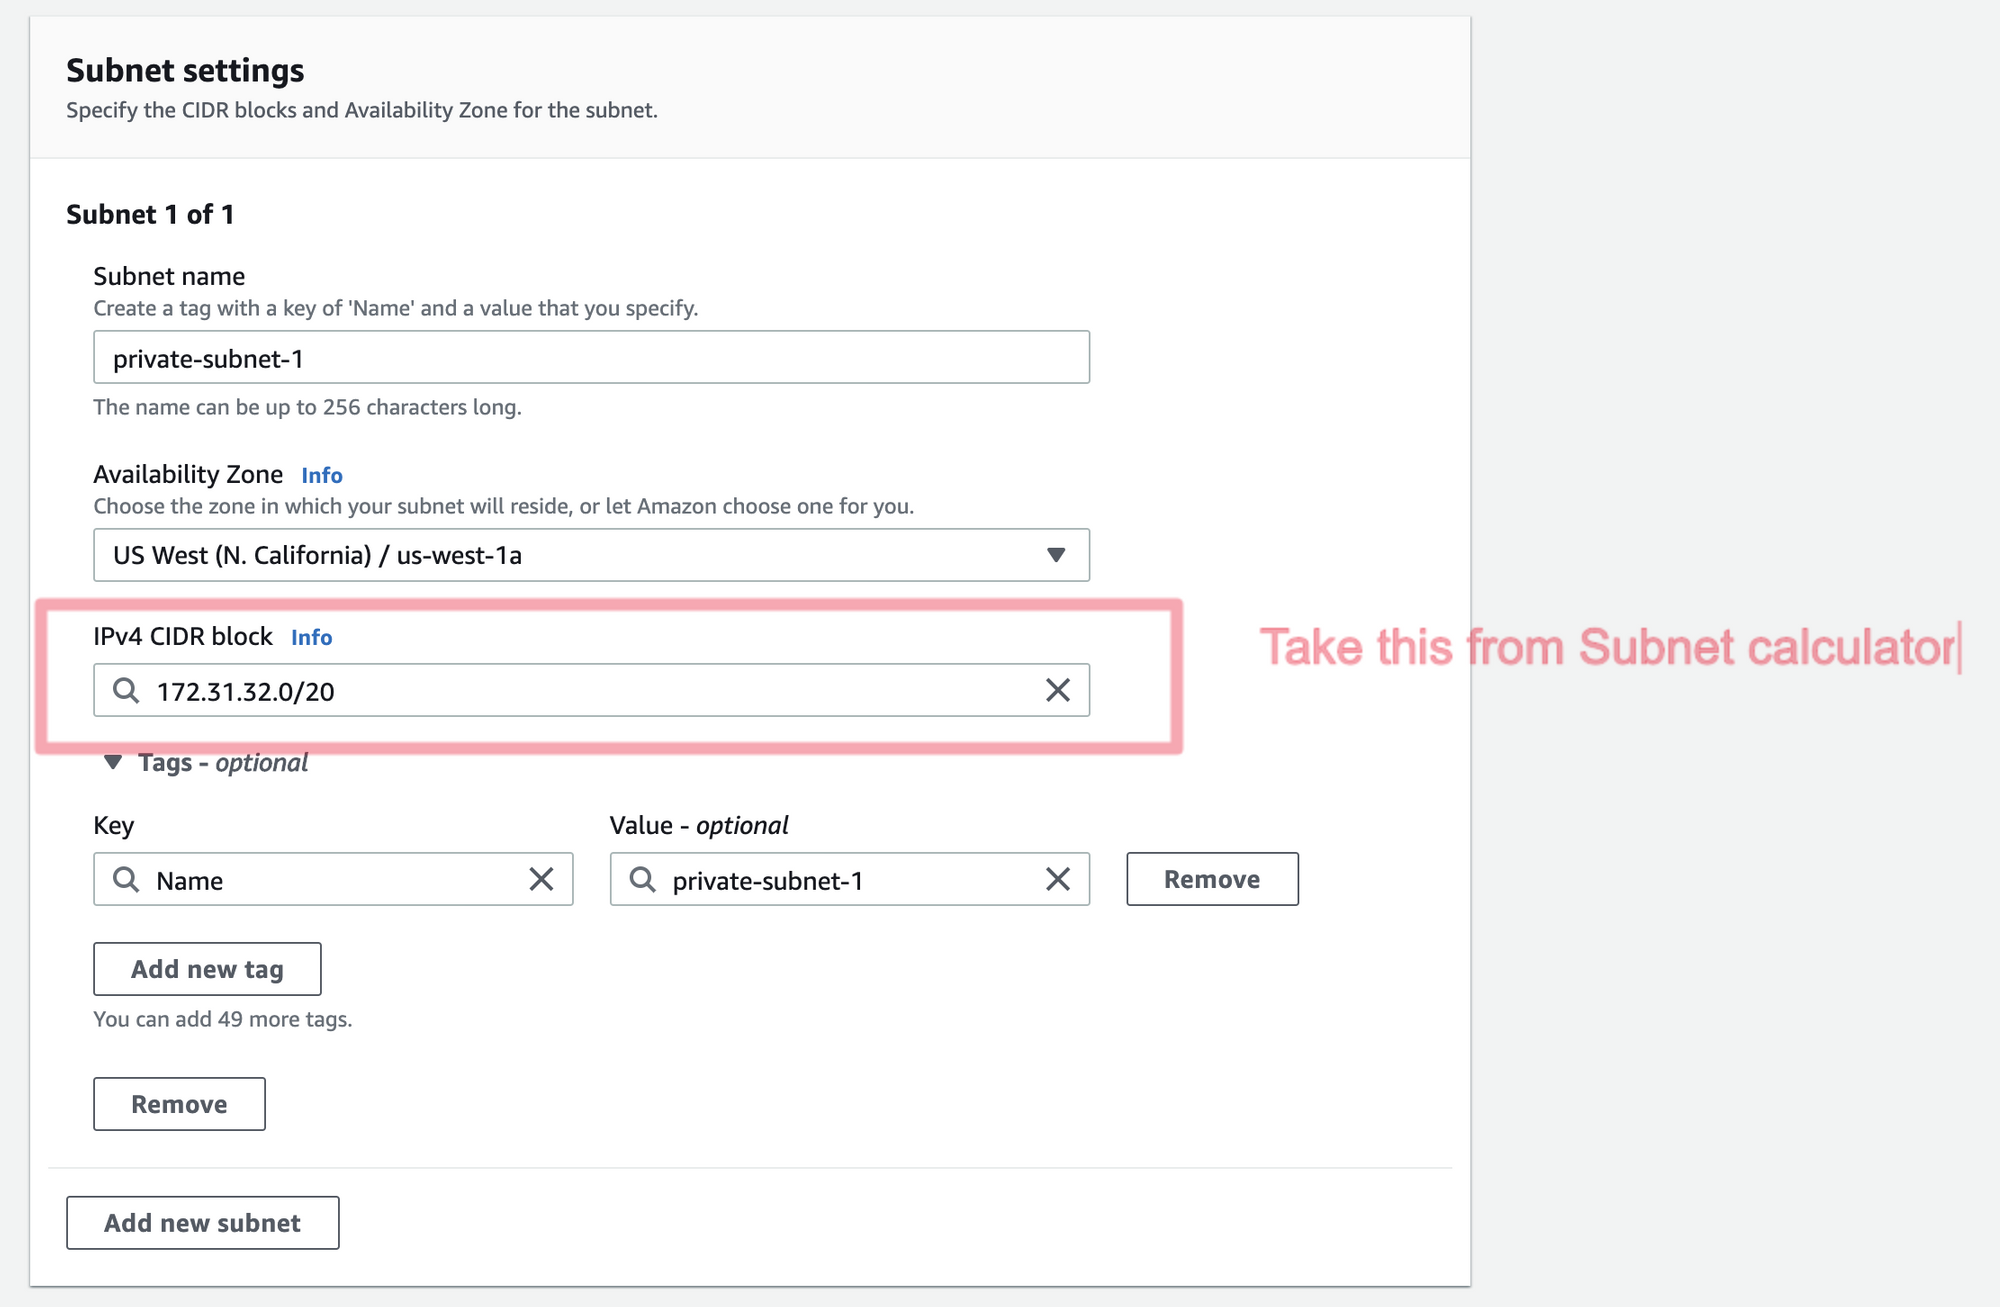 Subnet settings
Specify the CIDR blocks and Availability Zone for the subnet.
Subnet 1 of 1
Subnet name
Create a tag with a key of 'Name' and a value that you specify.
private-subnet-1
The name can be up to 256 characters long.
Availability Zone Info
Choose the zone in which your subnet will reside, or let Amazon choose one for you.
US West (N. California) / us-west-1a
IPv4 CIDR block Info
Take this from Subnet calculator
172.31.32.0/20
Tags - optional
Key Value - optional
Name private-subnet-1 Remove
Add new tag
You can add 49 more tags.
Remove
Add new subnet